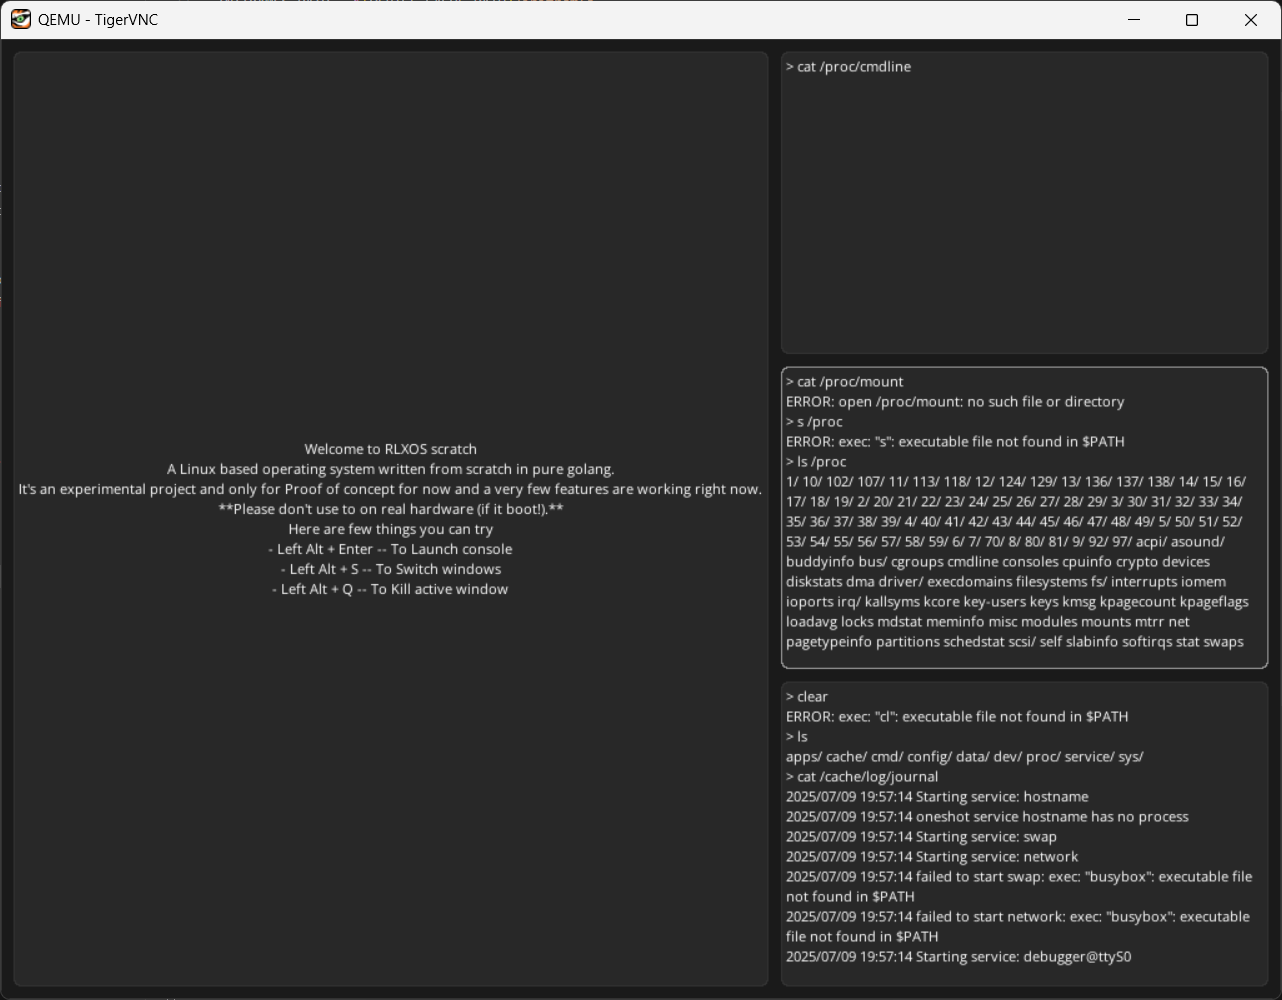 QEMU - TigerVNC
Welcome to RLXOS scratch
A Linux based operating system written from scratch in pure golang.
It's an experimental project and only for Proof of concept for now and a very few features are working right now.
**Please don't use to on real hardware (if it boot!).**
Here are few things you can try
- Left Alt + Enter -- To Launch console
- Left Alt + S -- To Switch windows
- Left Alt + Q -- To Kill active window
> cat /proc/cmdline
> cat /proc/mount
ERROR: open /proc/mount: no such file or directory
> s /proc
ERROR: exec: "s": executable file not found in $PATH
> ls /proc
1/ 10/ 102/ 107/ 11/ 113/ 118/ 12/ 124/ 129/ 13/ 136/ 137/ 138/ 14/ 15/ 16/
17/ 18/ 19/ 2/ 20/ 21/ 22/ 23/ 24/ 25/ 26/ 27/ 28/ 29/ 3/ 30/ 31/ 32/ 33/ 34/
35/ 36/ 37/ 38/ 39/ 4/ 40/ 41/ 42/ 43/ 44/ 45/ 46/ 47/ 48/ 49/ 5/ 50/ 51/ 52/
53/ 54/ 55/ 56/ 57/ 58/ 59/ 6/ 7/ 70/ 8/ 80/ 81/ 9/ 92/ 97/ acpi/ asound/
buddyinfo bus/ cgroups cmdline consoles cpuinfo crypto devices
diskstats dma driver/ execdomains filesystems fs/ interrupts iomem
ioports irq/ kallsyms kcore key-users keys kmsg kpagecount kpageflags
loadavg locks mdstat meminfo misc modules mounts mtrr net
pagetypeinfo partitions schedstat scsi/ self slabinfo softirqs stat swaps
> clear
ERROR: exec: "cl": executable file not found in $PATH
> ls
apps/ cache/ cmd/ config/ data/ dev/ proc/ service/ sys/
> cat /cache/log/journal
2025/07/09 19:57:14 Starting service: hostname
2025/07/09 19:57:14 oneshot service hostname has no process
2025/07/09 19:57:14 Starting service: swap
2025/07/09 19:57:14 Starting service: network
2025/07/09 19:57:14 failed to start swap: exec: "busybox": executable file
not found in $PATH
2025/07/09 19:57:14 failed to start network: exec: "busybox": executable
file not found in $PATH
2025/07/09 19:57:14 Starting service: debugger@ttyS0